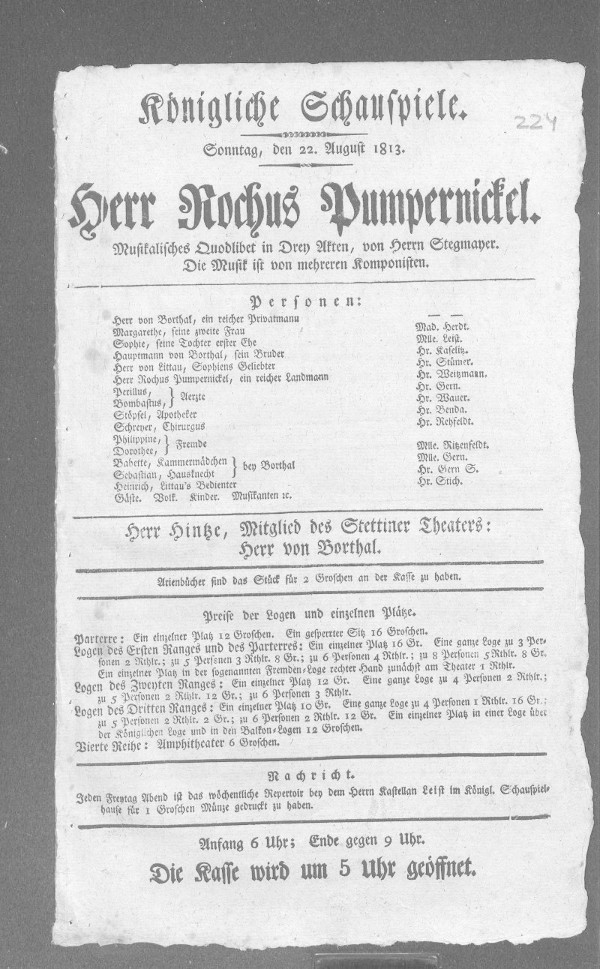 Königliche Schauspiele.
224
Sonntag, den 22. August 1813.
Herr Rochus Pumpernickel.
Musikalisches Quodlibet in Drey Akten, von Herrn Stegmayer.
Die Musik ist von mehreren Komponisten.
Personen:
Herr von Borthal, ein reicher Privatmann — —
Margarethe, seine zweite Frau Mad. Herdt.
Sophie, seine Tochter erster Ehe Mlle. Leist.
Hauptmann von Borthal, sein Bruder Hr. Kaselitz.
Herr von Littau, Sophiens Geliebter Hr. Stümer.
Herr Rochus Pumpernickel, ein reicher Landmann Hr. Weitzmann.
Perillus, } Aerzte Hr. Gern.
Bombastus, Hr. Wauer.
Stöpsel, Apotheker Hr. Benda.
Schreyer, Chirurgus Hr. Rehfeldt.
Philippine, } Fremde
Dorothee,
Babette, Kammermädchen } bey Borthal Mlle. Ritzenfeldt.
Sebastian, Hausknecht Mlle. Gern.
Heinrich, Littau's Bedienter Hr. Gern S.
Gäste. Volk. Kinder. Musikanten ꝛc. Hr. Stich.
Herr Hintze, Mitglied des Stettiner Theaters:
Herr von Borthal.
Arienbücher sind das Stück für 2 Groschen an der Kasse zu haben.
Preise der Logen und einzelnen Plätze.
Parterre: Ein einzelner Platz 12 Groschen. Ein gesperrter Sitz 16 Groschen.
Logen des Ersten Ranges und des Parterres: Ein einzelner Platz 16 Gr. Eine ganze Loge zu 3 Per-
sonen 2 Rthlr.; zu 5 Personen 3 Rthlr. 8 Gr.; zu 6 Personen 4 Rthlr.; zu 8 Personen 5 Rthlr. 8 Gr.
Ein einzelner Platz in der sogenannten Fremden-Loge rechter Hand zunächst am Theater 1 Rthlr.
Logen des Zweyten Ranges: Ein einzelner Platz 12 Gr. Eine ganze Loge zu 4 Personen 2 Rthlr.;
zu 5 Personen 2 Rthlr. 12 Gr.; zu 6 Personen 3 Rthlr.
Logen des Dritten Ranges: Ein einzelner Platz 10 Gr. Eine ganze Loge zu 4 Personen 1 Rthlr. 16 Gr.;
zu 5 Personen 2 Rthlr. 2 Gr.; zu 6 Personen 2 Rthlr. 12 Gr. Ein einzelner Platz in einer Loge über
der Königlichen Loge und in den Balkon-Logen 12 Groschen.
Vierte Reihe: Amphitheater 6 Groschen.
Nachricht.
Jeden Freytag Abend ist das wöchentliche Repertoir bey dem Herrn Kastellan Leist im Königl. Schauspiel-
hause für 1 Groschen Münze gedruckt zu haben.
Anfang 6 Uhr; Ende gegen 9 Uhr.
Die Kasse wird um 5 Uhr geöffnet.